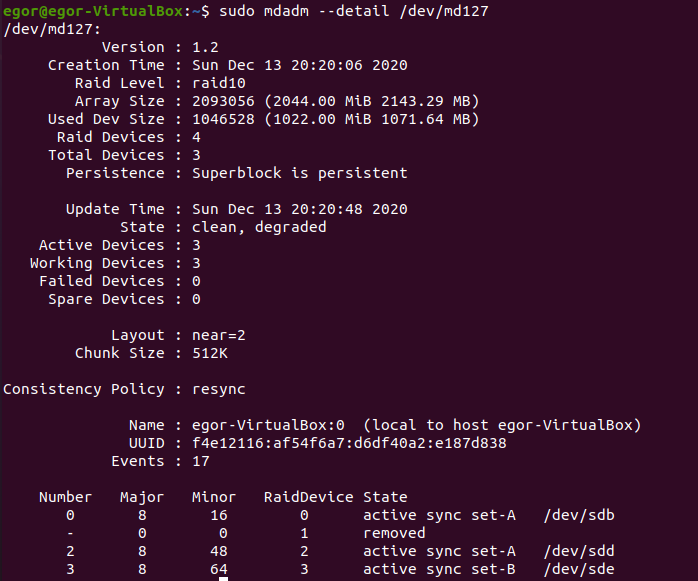 egor@egor-VirtualBox:~$ sudo mdadm --detail /dev/md127
/dev/md127:
Version : 1.2
Creation Time : Sun Dec 13 20:20:06 2020
Raid Level : raid10
Array Size : 2093056 (2044.00 MiB 2143.29 MB)
Used Dev Size : 1046528 (1022.00 MiB 1071.64 MB)
Raid Devices : 4
Total Devices : 3
Persistence : Superblock is persistent
Update Time : Sun Dec 13 20:20:48 2020
State : clean, degraded
Active Devices : 3
Working Devices : 3
Failed Devices : 0
Spare Devices : 0
Layout : near=2
Chunk Size : 512K
Consistency Policy : resync
Name : egor-VirtualBox:0  (local to host egor-VirtualBox)
UUID : f4e12116:af54f6a7:d6df40a2:e187d838
Events : 17
Number   Major   Minor   RaidDevice State
0       8       16        0      active sync set-A   /dev/sdb
-       0        0        1      removed
2       8       48        2      active sync set-A   /dev/sdd
3       8       64        3      active sync set-B   /dev/sde